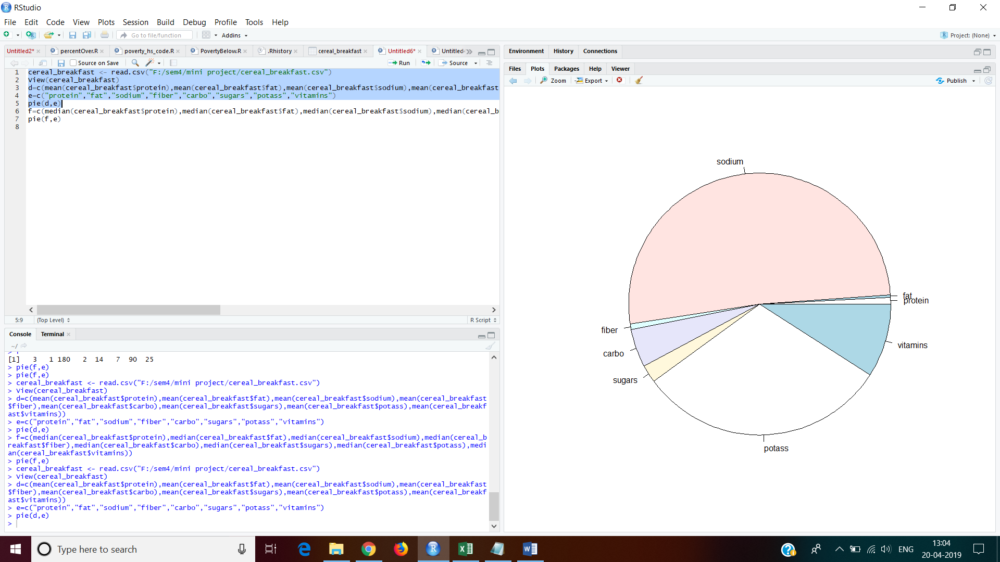 RStudio
File Edit Code View Plots Session Build Debug Profile Tools Help
Go to file/function Addins Project: (None)
Untitled2* percentOver.R poverty_hs_code.R PovertyBelow.R .Rhistory cereal_breakfast Untitled6* Untitled
Source on Save Run Source
1 cereal_breakfast <- read.csv("F:/sem4/mini project/cereal_breakfast.csv")
2 View(cereal_breakfast)
3 d=c(mean(cereal_breakfast$protein),mean(cereal_breakfast$fat),mean(cereal_breakfast$sodium),mean(cereal_breakfast
4 e=c("protein","fat","sodium","fiber","carbo","sugars","potass","vitamins")
5 pie(d,e)
6 f=c(median(cereal_breakfast$protein),median(cereal_breakfast$fat),median(cereal_breakfast$sodium),median(cereal_b
7 pie(f,e)
8
5:9 (Top Level) R Script
Console Terminal
~/
[1] 3 1 180 2 14 7 90 25
> pie(f,e)
> pie(f,e)
> cereal_breakfast <- read.csv("F:/sem4/mini project/cereal_breakfast.csv")
> View(cereal_breakfast)
> d=c(mean(cereal_breakfast$protein),mean(cereal_breakfast$fat),mean(cereal_breakfast$sodium),mean(cereal_breakfast
$fiber),mean(cereal_breakfast$carbo),mean(cereal_breakfast$sugars),mean(cereal_breakfast$potass),mean(cereal_breakf
ast$vitamins))
> e=c("protein","fat","sodium","fiber","carbo","sugars","potass","vitamins")
> pie(d,e)
> f=c(median(cereal_breakfast$protein),median(cereal_breakfast$fat),median(cereal_breakfast$sodium),median(cereal_b
reakfast$fiber),median(cereal_breakfast$carbo),median(cereal_breakfast$sugars),median(cereal_breakfast$potass),medi
an(cereal_breakfast$vitamins))
> pie(f,e)
> cereal_breakfast <- read.csv("F:/sem4/mini project/cereal_breakfast.csv")
> View(cereal_breakfast)
> d=c(mean(cereal_breakfast$protein),mean(cereal_breakfast$fat),mean(cereal_breakfast$sodium),mean(cereal_breakfast
$fiber),mean(cereal_breakfast$carbo),mean(cereal_breakfast$sugars),mean(cereal_breakfast$potass),mean(cereal_breakf
ast$vitamins))
> e=c("protein","fat","sodium","fiber","carbo","sugars","potass","vitamins")
> pie(d,e)
>
Environment History Connections
Files Plots Packages Help Viewer
Zoom Export Publish
sodium
fat
protein
fiber
vitamins
carbo
sugars
potass
Type here to search
ENG
13:04
20-04-2019